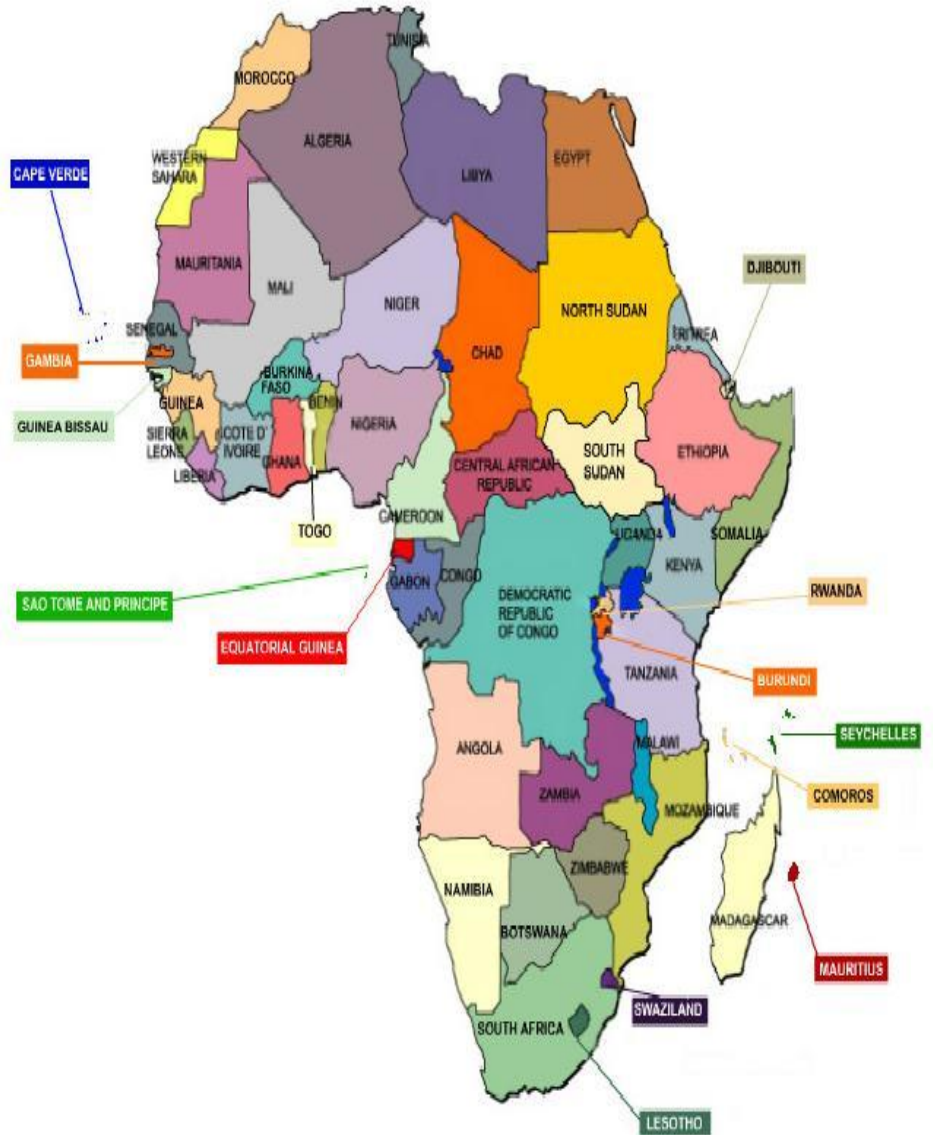 TUNISIA
MOROCCO
ALGERIA
WESTERN
SAHARA
LIBYA
EGYPT
CAPE VERDE
MAURITANIA
MALI
NIGER
CHAD
NORTH SUDAN
DJIBOUTI
SENEGAL
ERITREA
GAMBIA
BURKINA
FASO
BENIN
GUINEA
NIGERIA
GUINEA BISSAU
SIERRA
LEONE
COTE D'
IVOIRE
GHANA
SOUTH
SUDAN
ETHIOPIA
LIBERIA
CENTRAL AFRICAN
REPUBLIC
TOGO
CAMEROON
UGANDA
SOMALIA
KENYA
GABON
CONGO
DEMOCRATIC
REPUBLIC
OF CONGO
RWANDA
SAO TOME AND PRINCIPE
EQUATORIAL GUINEA
TANZANIA
BURUNDI
SEYCHELLES
ANGOLA
MALAWI
ZAMBIA
COMOROS
MOZAMBIQUE
ZIMBABWE
NAMIBIA
BOTSWANA
MADAGASCAR
MAURITIUS
SWAZILAND
SOUTH AFRICA
LESOTHO